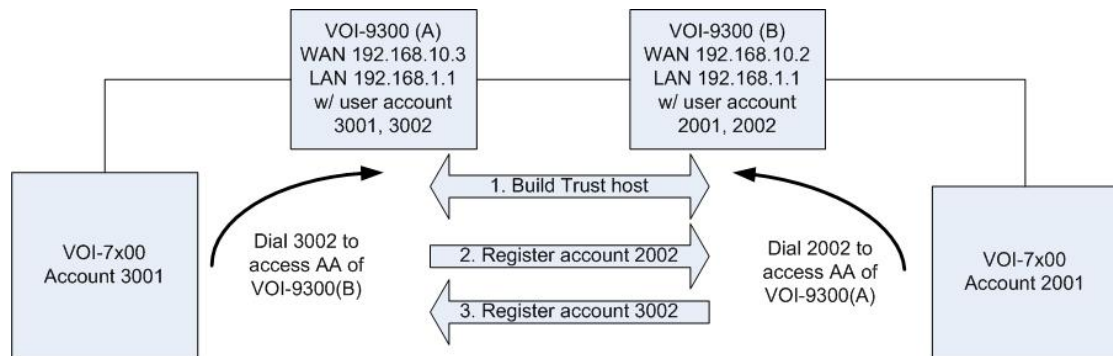 VOI-9300 (A)
WAN 192.168.10.3
LAN 192.168.1.1
w/ user account
3001, 3002
VOI-9300 (B)
WAN 192.168.10.2
LAN 192.168.1.1
w/ user account
2001, 2002
1. Build Trust host
VOI-7x00
Account 3001
Dial 3002 to
access AA of
VOI-9300(B)
2. Register account 2002
Dial 2002 to
access AA of
VOI-9300(A)
VOI-7x00
Account 2001
3. Register account 3002